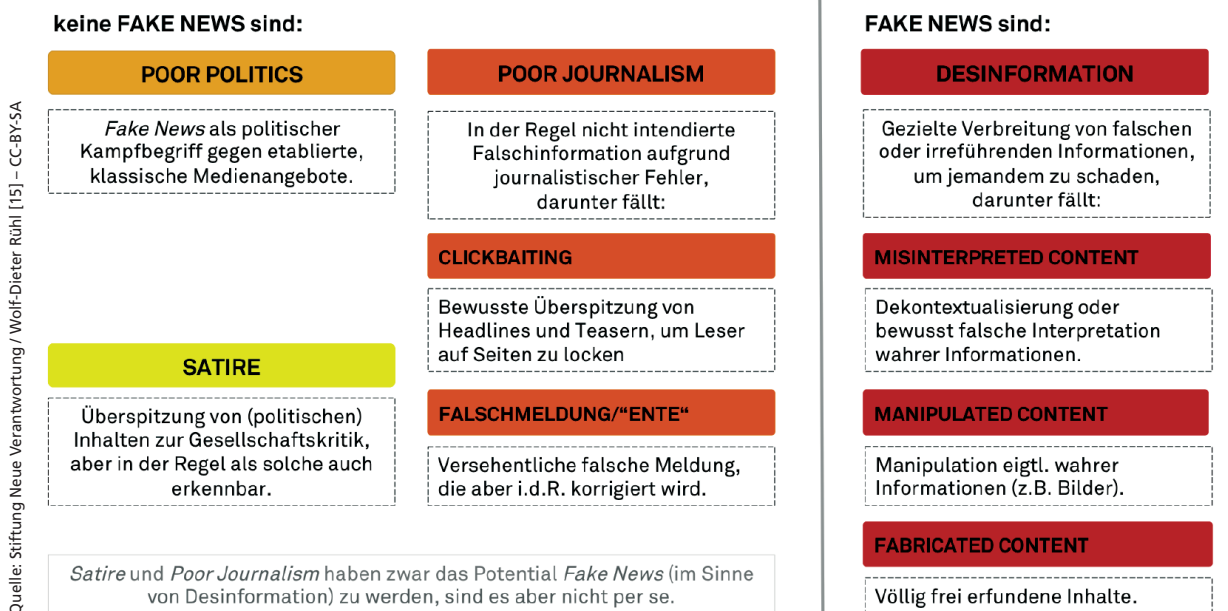 keine FAKE NEWS sind:
POOR POLITICS
Fake News als politischer
Kampfbegriff gegen etablierte,
klassische Medienangebote.
SATIRE
Überspitzung von (politischen)
Inhalten zur Gesellschaftskritik,
aber in der Regel als solche auch
erkennbar.
POOR JOURNALISM
In der Regel nicht intendierte
Falschinformation aufgrund
journalistischer Fehler,
darunter fällt:
CLICKBAITING
Bewusste Überspitzung von
Headlines und Teasern, um Leser
auf Seiten zu locken
FALSCHMELDUNG/“ENTE“
Versehentliche falsche Meldung,
die aber i.d.R. korrigiert wird.
Satire und Poor Journalism haben zwar das Potential Fake News (im Sinne
von Desinformation) zu werden, sind es aber nicht per se.
FAKE NEWS sind:
DESINFORMATION
Gezielte Verbreitung von falschen
oder irreführenden Informationen,
um jemandem zu schaden,
darunter fällt:
MISINTERPRETED CONTENT
Dekontextualisierung oder
bewusst falsche Interpretation
wahrer Informationen.
MANIPULATED CONTENT
Manipulation eigtl. wahrer
Informationen (z.B. Bilder).
FABRICATED CONTENT
Völlig frei erfundene Inhalte.
Quelle: Stiftung Neue Verantwortung / Wolf-Dieter Rühl [15] – CC-BY-SA